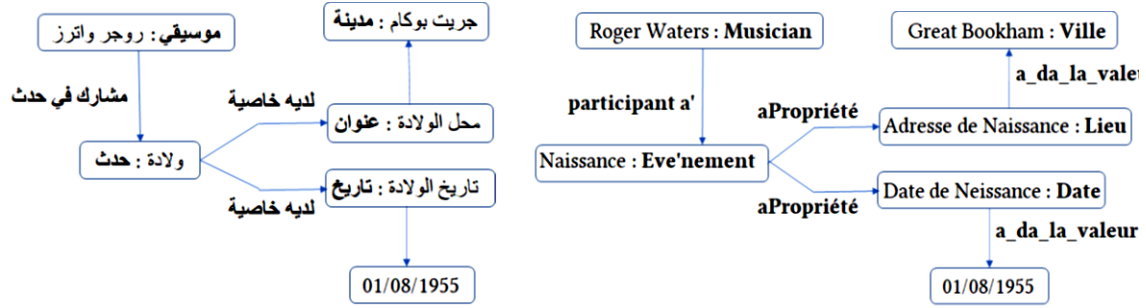 موسيقي : روجر واترز
جريت بوكام : مدينة
مشارك في حدث
لديه خاصية
محل الولادة : عنوان
ولادة : حدث
تاريخ الولادة : تاريخ
لديه خاصية
01/08/1955
Roger Waters : Musician
Great Bookham : Ville
a_da_la_valeu
participant a'
aPropriété
Adresse de Naissance : Lieu
Naissance : Eve'nement
Date de Neissance : Date
aPropriété
a_da_la_valeur
01/08/1955